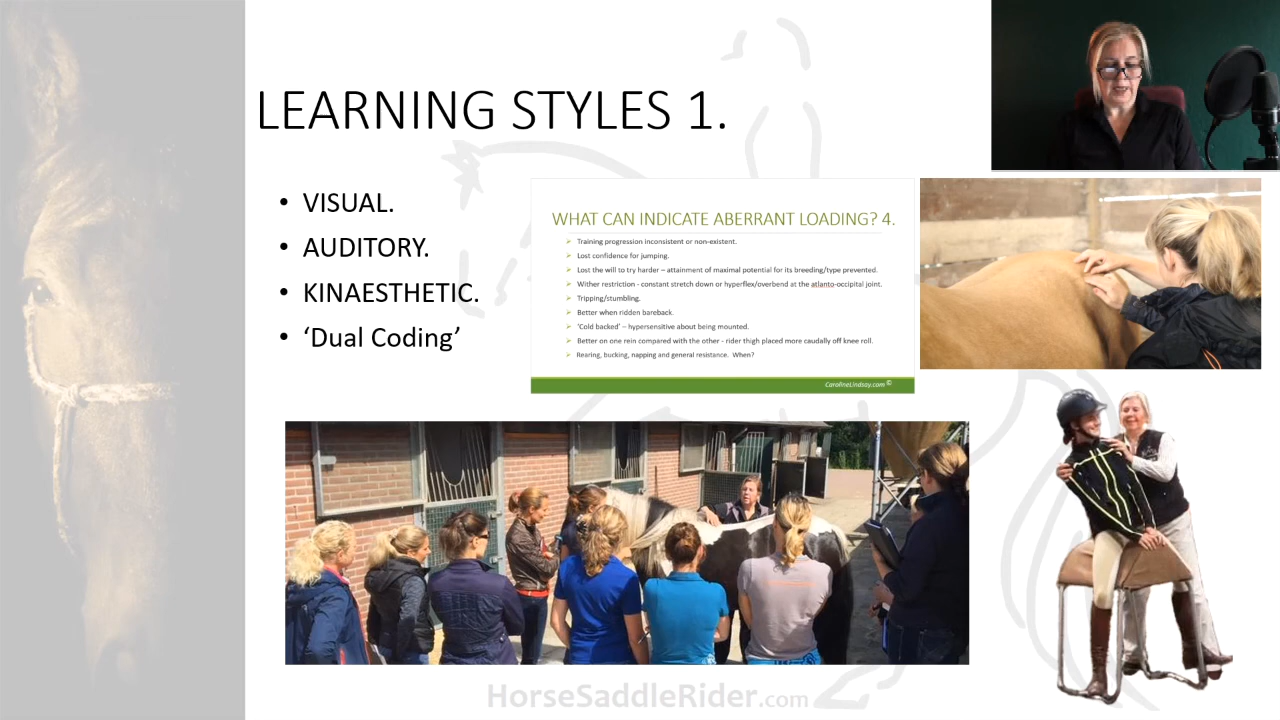 LEARNING STYLES 1.
• VISUAL.
• AUDITORY.
• KINAESTHETIC.
• ‘Dual Coding’
WHAT CAN INDICATE ABERRANT LOADING? 4.
Training progression inconsistent or non-existent.
Lost confidence for jumping.
Lost the will to try harder – attainment of maximal potential for its breeding/type prevented.
Wither restriction - constant stretch down or hyperflex/overbend at the atlanto-occipital joint.
Tripping/stumbling.
Better when ridden bareback.
‘Cold backed’ – hypersensitive about being mounted.
Better on one rein compared with the other - rider thigh placed more caudally off knee roll.
Rearing, bucking, napping and general resistance. When?
CarolineLindsay.com ©
HorseSaddleRider.com